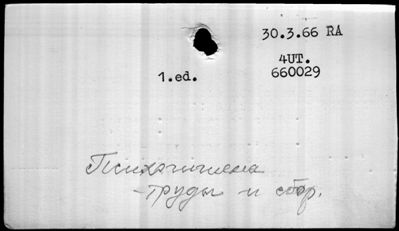 30.3.66 RA
4UT.
1.ed. 660029
Психогигиена
- труды и сбор.